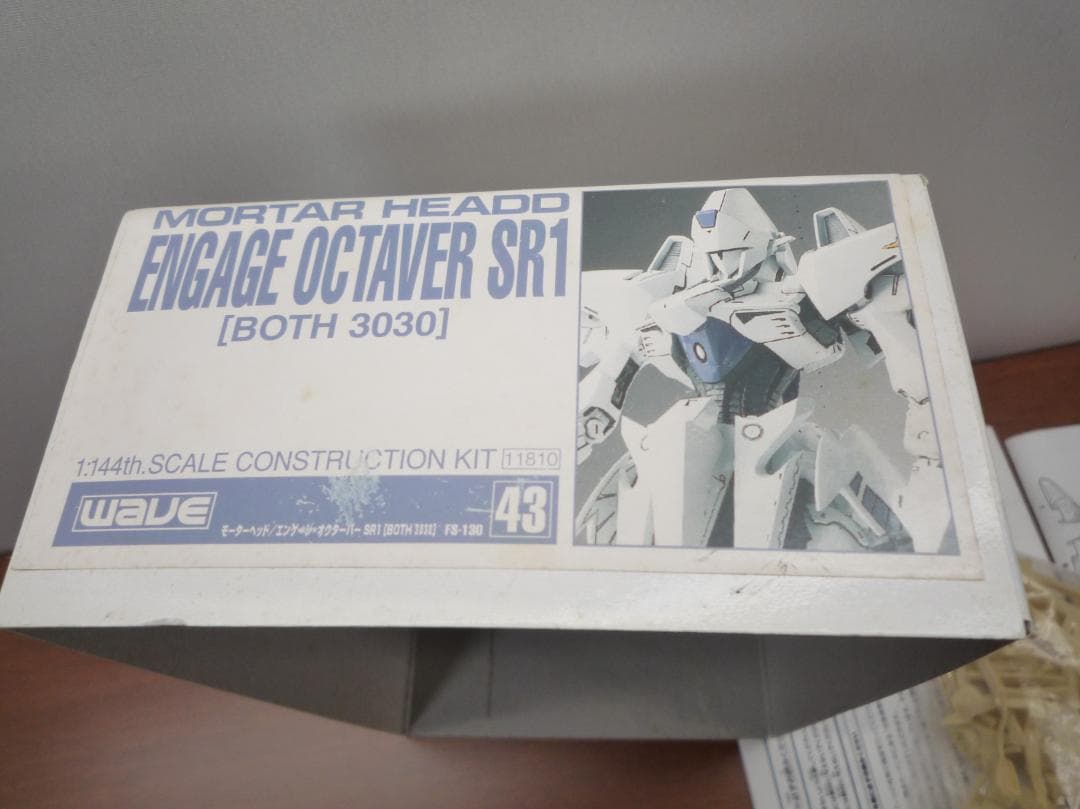 MORTAR HEADD
ENGAGE OCTAVER SR1
[BOTH 3030]
1:144th.SCALE CONSTRUCTION KIT 11810
wave
モーターヘッド/エンゲージ・オクターバー SR1 [BOTH 3030] FS-130
43